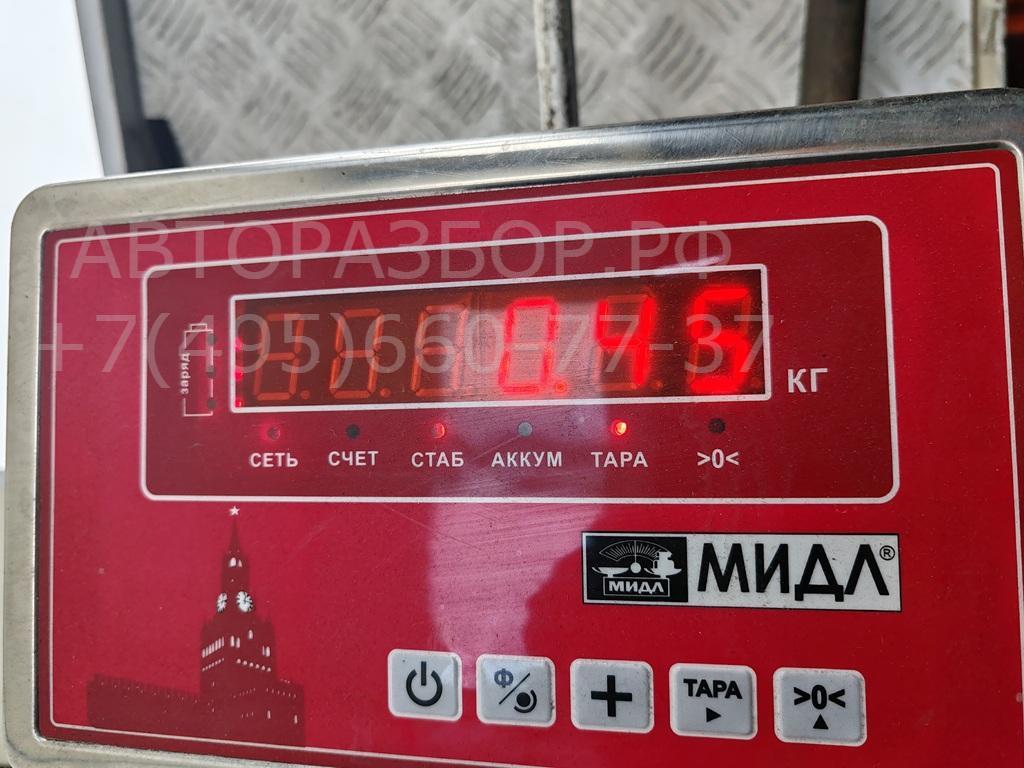 АВТОРАЗБОР.РФ
+7(495)660-77-37
заряд
0.45
КГ
СЕТЬ СЧЕТ СТАБ АККУМ ТАРА >0<
МИДЛ МИДЛ®
Ф
ТАРА
>0<